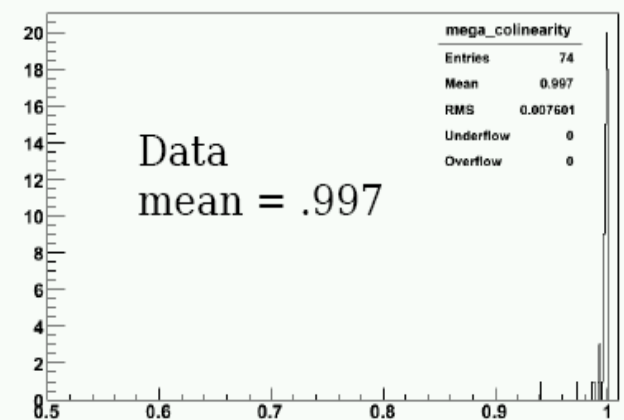 mega_colinearity
Entries 74
Mean 0.997
RMS 0.007601
Underflow 0
Overflow 0
Data
mean = .997
20
18
16
14
12
10
8
6
4
2
0
0.5 0.6 0.7 0.8 0.9 1